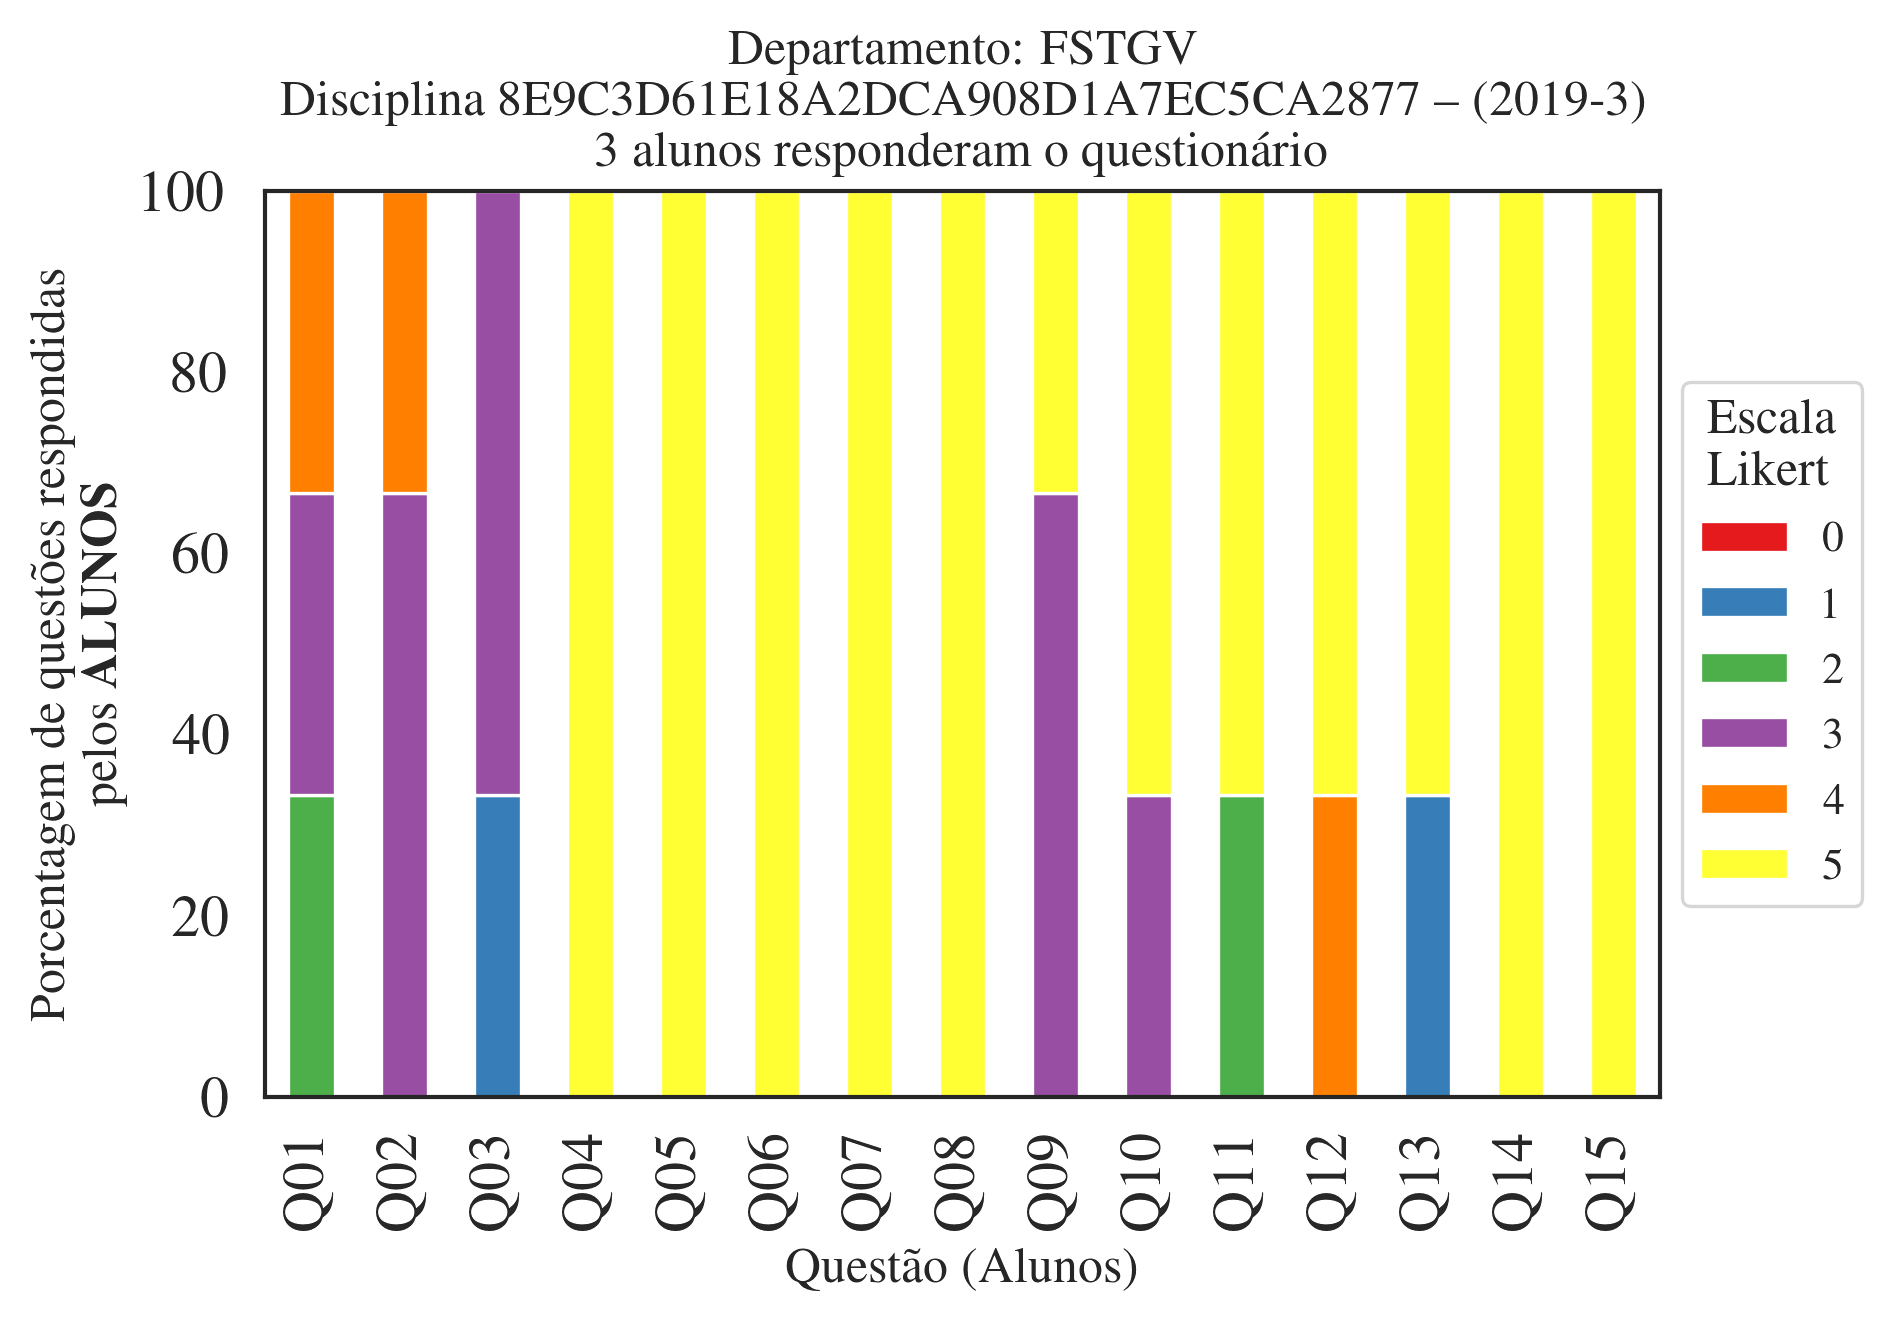 Departamento: FSTGV
Disciplina 8E9C3D61E18A2DCA908D1A7EC5CA2877 – (2019-3)
3 alunos responderam o questionário
Porcentagem de questões respondidas
pelos ALUNOS
100
80
60
40
20
0
Q01
Q02
Q03
Q04
Q05
Q06
Q07
Q08
Q09
Q10
Q11
Q12
Q13
Q14
Q15
Questão (Alunos)
Escala
Likert
0
1
2
3
4
5